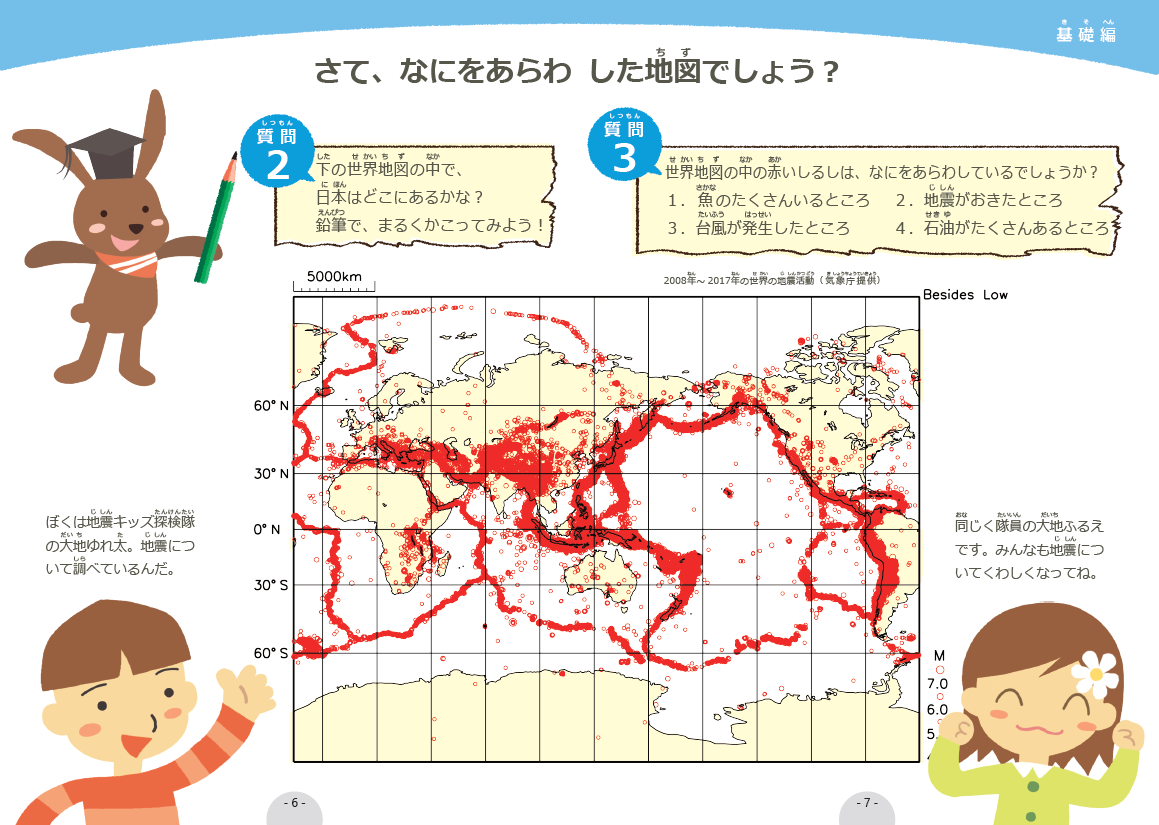 基礎編
さて、なにをあらわ した地図でしょう？
質問
2
下の世界地図の中で、
日本はどこにあるかな？
鉛筆で、まるくかこってみよう！
質問
3
世界地図の中の赤いしるしは、なにをあらわしているでしょうか？
1．魚のたくさんいるところ　2．地震がおきたところ
3．台風が発生したところ　4．石油がたくさんあるところ
5000km
2008年～2017年の世界の地震活動（気象庁提供）
Besides Low
60° N
30° N
0° N
30° S
60° S
M
7.0
6.0
5.
ぼくは地震キッズ探検隊
の大地ゆれ太。地震につ
いて調べているんだ。
同じく隊員の大地ふるえ
です。みんなも地震につ
いてくわしくなってね。
- 6 -
- 7 -